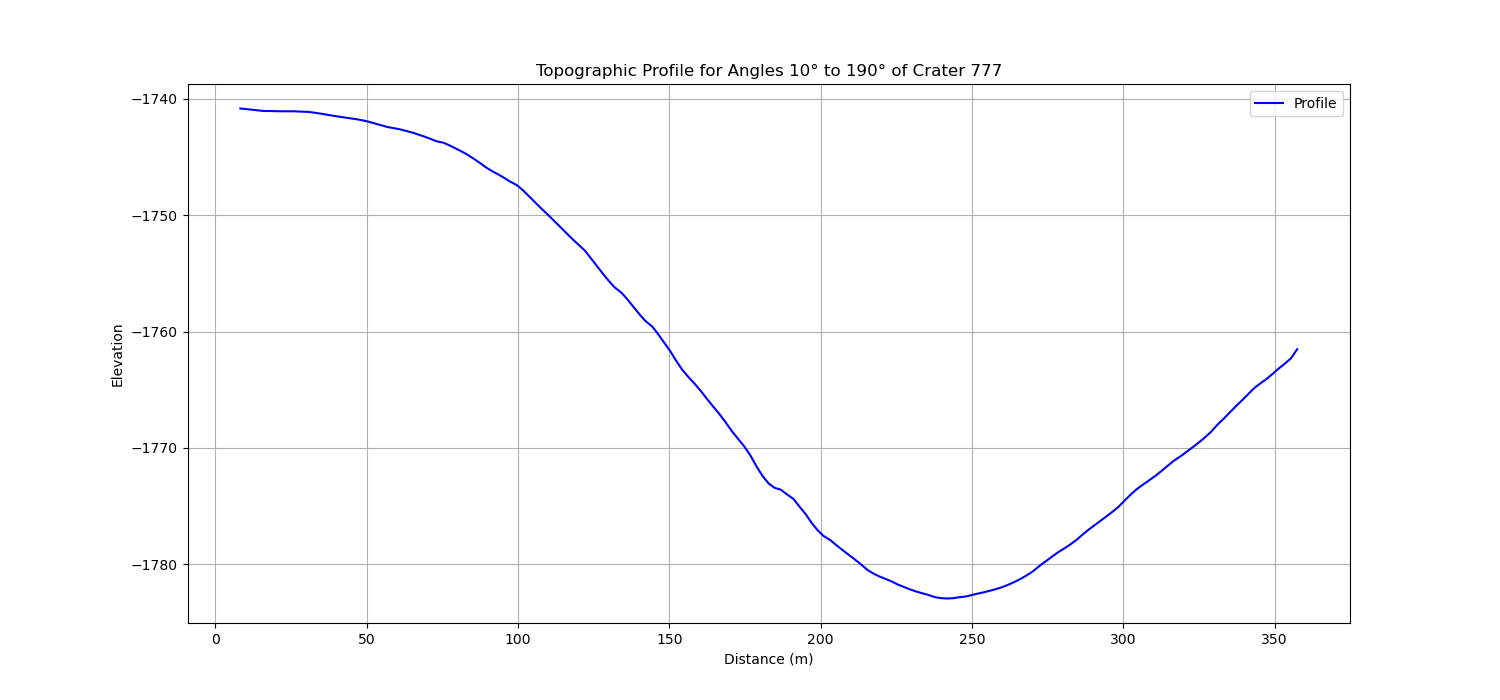 Topographic Profile for Angles 10° to 190° of Crater 777
Profile
−1740
−1750
−1760
−1770
−1780
Elevation
0 50 100 150 200 250 300 350
Distance (m)